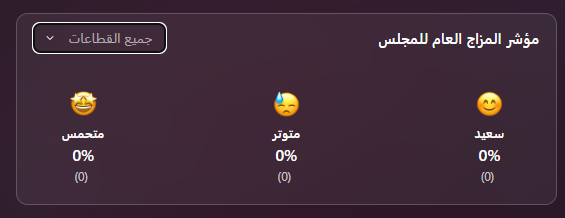 مؤشر المزاج العام للمجلس
جميع القطاعات
سعيد
0%
(0)
متوتر
0%
(0)
متحمس
0%
(0)